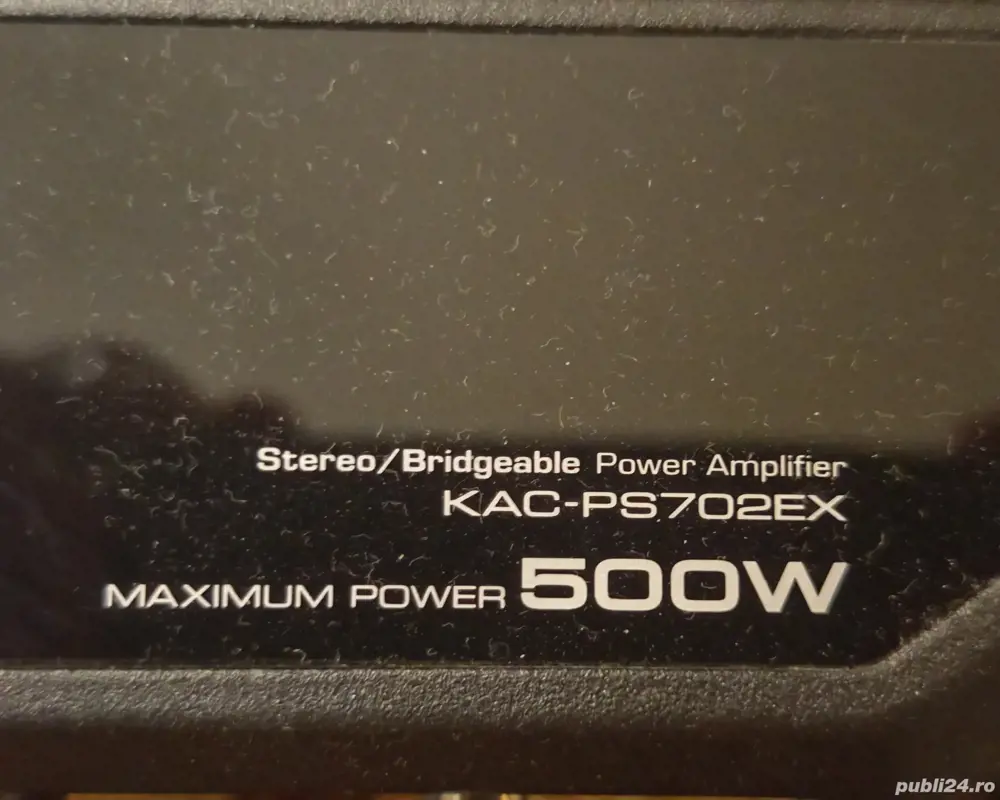 Stereo/Bridgeable Power Amplifier
KAC-PS702EX
MAXIMUM POWER 500W
publi24.ro